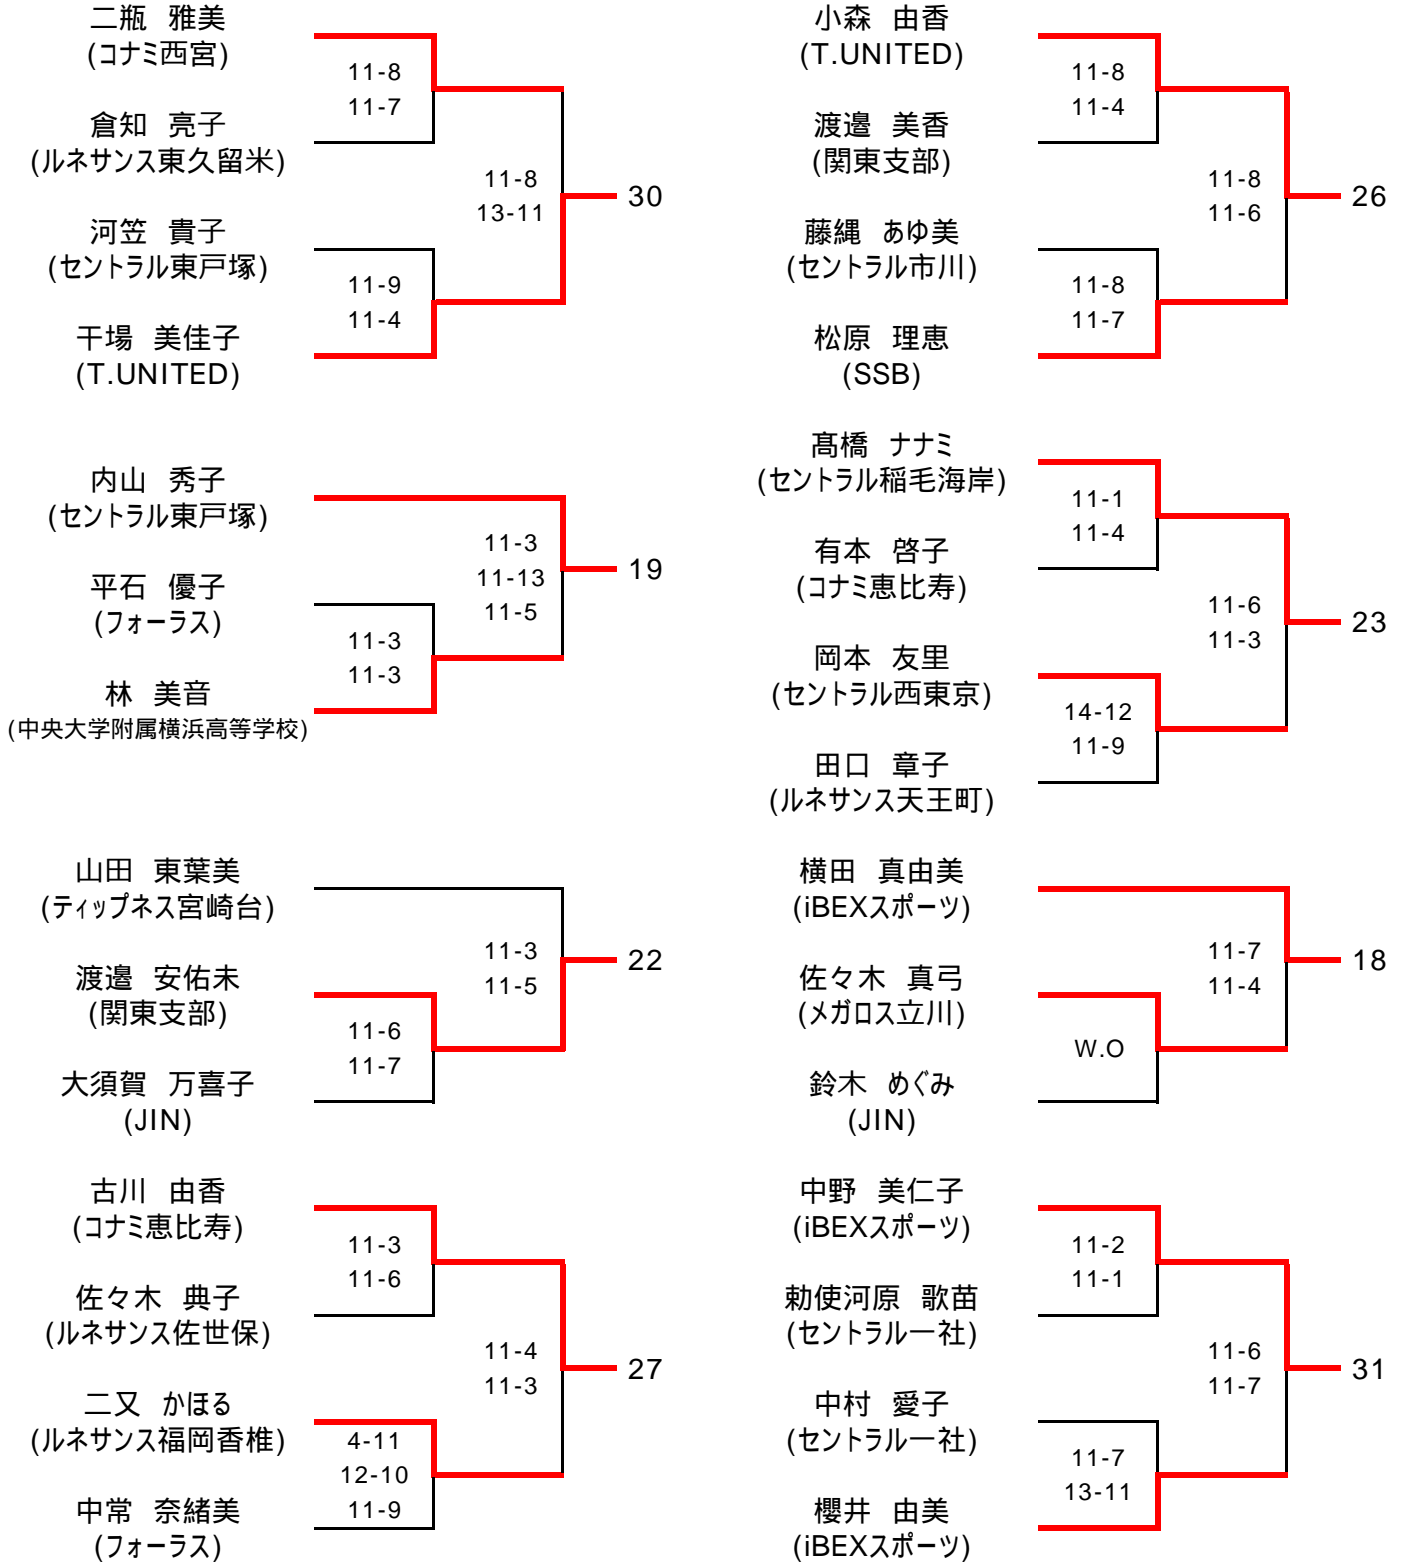 二瓶 雅美
(コナミ西宮)
11-8
11-7
倉知 亮子
(ルネサンス東久留米)
11-8
13-11
30
河笠 貴子
(セントラル東戸塚)
11-9
11-4
干場 美佳子
(T.UNITED)
内山 秀子
(セントラル東戸塚)
11-3
11-13
11-5
19
平石 優子
(フォーラス)
11-3
11-3
林 美音
(中央大学附属横浜高等学校)
山田 東葉美
(ティップネス宮崎台)
11-3
11-5
22
渡邉 安佑未
(関東支部)
11-6
11-7
大須賀 万喜子
(JIN)
古川 由香
(コナミ恵比寿)
11-3
11-6
佐々木 典子
(ルネサンス佐世保)
11-4
11-3
27
二又 かほる
(ルネサンス福岡香椎)
4-11
12-10
11-9
中常 奈緒美
(フォーラス)
小森 由香
(T.UNITED)
11-8
11-4
渡邉 美香
(関東支部)
11-8
11-6
26
藤縄 あゆ美
(セントラル市川)
11-8
11-7
松原 理恵
(SSB)
髙橋 ナナミ
(セントラル稲毛海岸)
11-1
11-4
有本 啓子
(コナミ恵比寿)
11-6
11-3
23
岡本 友里
(セントラル西東京)
14-12
11-9
田口 章子
(ルネサンス天王町)
横田 真由美
(iBEXスポーツ)
11-7
11-4
18
佐々木 真弓
(メガロス立川)
W.O
鈴木 めぐみ
(JIN)
中野 美仁子
(iBEXスポーツ)
11-2
11-1
勅使河原 歌苗
(セントラル一社)
11-6
11-7
31
中村 愛子
(セントラル一社)
11-7
13-11
櫻井 由美
(iBEXスポーツ)